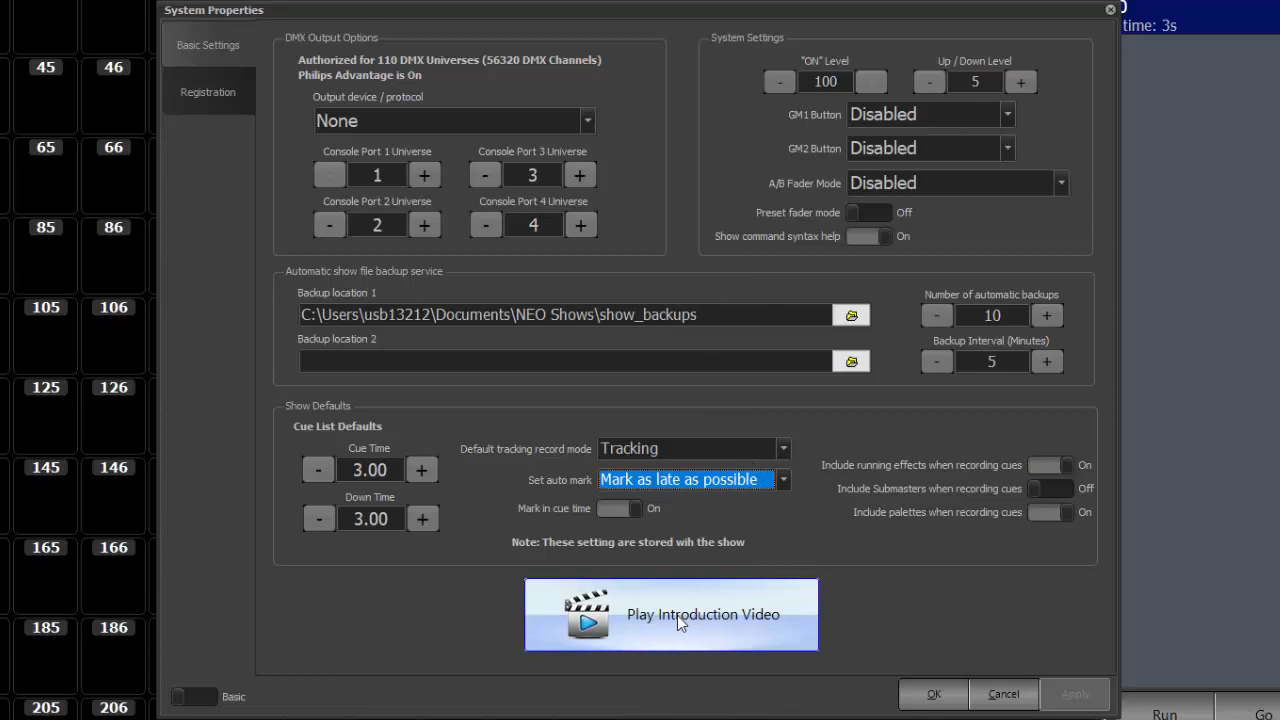 System Properties
0
time: 3s
Basic Settings
Registration
DMX Output Options
Authorized for 110 DMX Universes (56320 DMX Channels)
Philips Advantage is On
Output device / protocol
None
Console Port 1 Universe
Console Port 3 Universe
- 1 +
- 3 +
Console Port 2 Universe
Console Port 4 Universe
- 2 +
- 4 +
System Settings
"ON" Level
Up / Down Level
- 100
- 5 +
GM1 Button Disabled
GM2 Button Disabled
A/B Fader Mode Disabled
Preset fader mode Off
Show command syntax help On
Automatic show file backup service
Backup location 1
C:\Users\usb13212\Documents\NEO Shows\show_backups
Backup location 2
Number of automatic backups
- 10 +
Backup Interval (Minutes)
- 5 +
Show Defaults
Cue List Defaults
Cue Time
- 3.00 +
Down Time
- 3.00 +
Default tracking record mode Tracking
Set auto mark Mark as late as possible
Mark in cue time On
Include running effects when recording cues On
Include Submasters when recording cues Off
Include palettes when recording cues On
Note: These setting are stored wih the show
Play Introduction Video
Basic
OK
Cancel
Apply
Run
Go
45 46
65 66
85 86
105 106
125 126
145 146
165 166
185 186
205 206